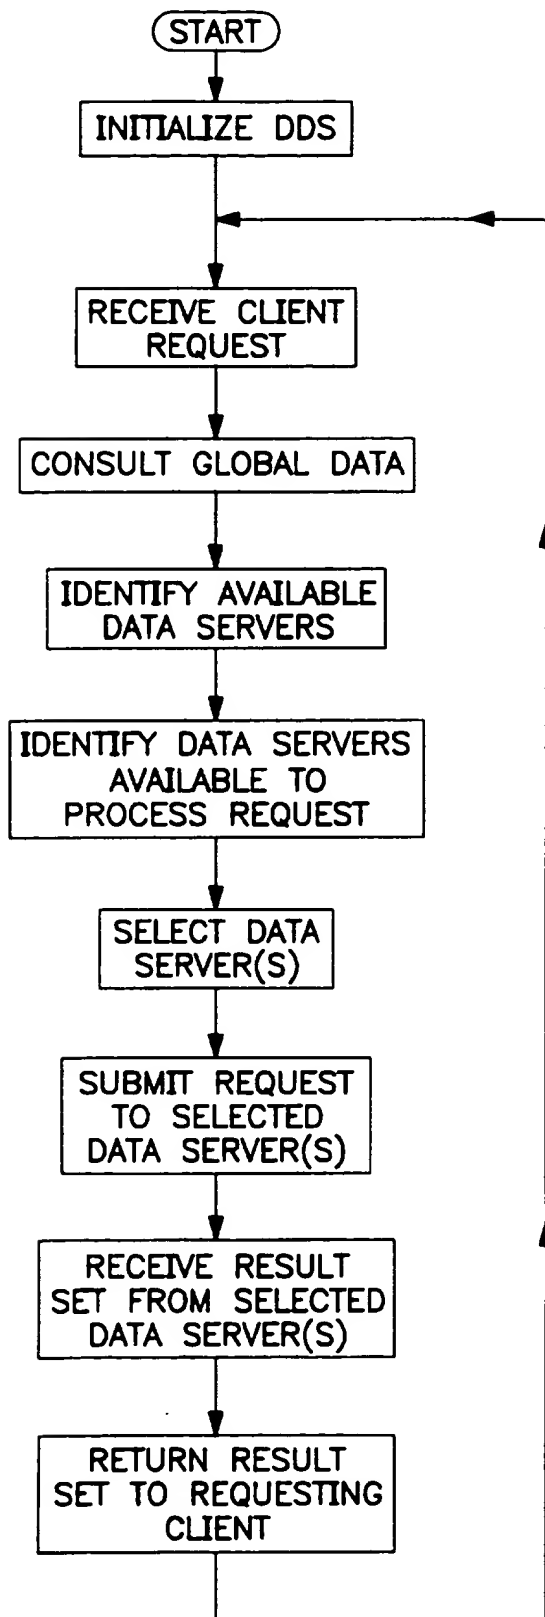 START
INITIALIZE DDS
RECEIVE CLIENT
REQUEST
CONSULT GLOBAL DATA
IDENTIFY AVAILABLE
DATA SERVERS
IDENTIFY DATA SERVERS
AVAILABLE TO
PROCESS REQUEST
SELECT DATA
SERVER(S)
SUBMIT REQUEST
TO SELECTED
DATA SERVER(S)
RECEIVE RESULT
SET FROM SELECTED
DATA SERVER(S)
RETURN RESULT
SET TO REQUESTING
CLIENT